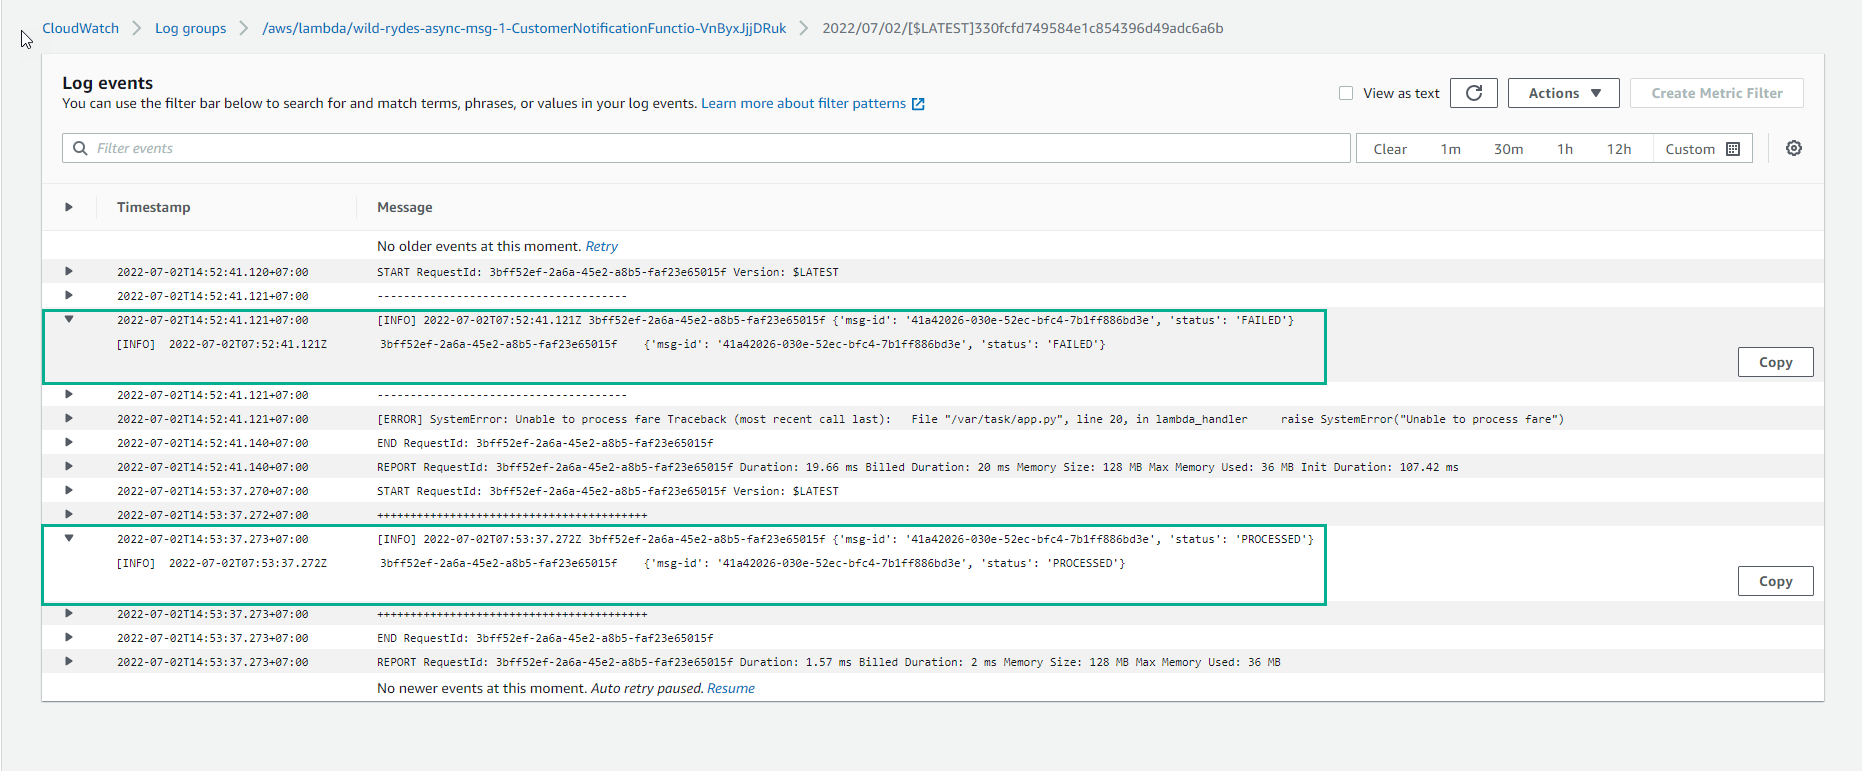 CloudWatch > Log groups > /aws/lambda/wild-rydes-async-msg-1-CustomerNotificationFunctio-VnByxJjjDRuk > 2022/07/02/[$LATEST]330fcfd749584e1c854396d49adc6a6b
Log events
You can use the filter bar below to search for and match terms, phrases, or values in your log events. Learn more about filter patterns
View as text Actions Create Metric Filter
Filter events Clear 1m 30m 1h 12h Custom
Timestamp Message
No older events at this moment. Retry
2022-07-02T14:52:41.120+07:00 START RequestId: 3bff52ef-2a6a-45e2-a8b5-faf23e65015f Version: $LATEST
2022-07-02T14:52:41.121+07:00 --------------------------------------
2022-07-02T14:52:41.121+07:00 [INFO] 2022-07-02T07:52:41.121Z 3bff52ef-2a6a-45e2-a8b5-faf23e65015f {'msg-id': '41a42026-030e-52ec-bfc4-7b1ff886bd3e', 'status': 'FAILED'}
[INFO] 2022-07-02T07:52:41.121Z 3bff52ef-2a6a-45e2-a8b5-faf23e65015f {'msg-id': '41a42026-030e-52ec-bfc4-7b1ff886bd3e', 'status': 'FAILED'}
Copy
2022-07-02T14:52:41.121+07:00 --------------------------------------
2022-07-02T14:52:41.121+07:00 [ERROR] SystemError: Unable to process fare Traceback (most recent call last): File "/var/task/app.py", line 20, in lambda_handler raise SystemError("Unable to process fare")
2022-07-02T14:52:41.140+07:00 END RequestId: 3bff52ef-2a6a-45e2-a8b5-faf23e65015f
2022-07-02T14:52:41.140+07:00 REPORT RequestId: 3bff52ef-2a6a-45e2-a8b5-faf23e65015f Duration: 19.66 ms Billed Duration: 20 ms Memory Size: 128 MB Max Memory Used: 36 MB Init Duration: 107.42 ms
2022-07-02T14:53:37.270+07:00 START RequestId: 3bff52ef-2a6a-45e2-a8b5-faf23e65015f Version: $LATEST
2022-07-02T14:53:37.272+07:00 +++++++++++++++++++++++++++++++++++++++++
2022-07-02T14:53:37.273+07:00 [INFO] 2022-07-02T07:53:37.272Z 3bff52ef-2a6a-45e2-a8b5-faf23e65015f {'msg-id': '41a42026-030e-52ec-bfc4-7b1ff886bd3e', 'status': 'PROCESSED'}
[INFO] 2022-07-02T07:53:37.272Z 3bff52ef-2a6a-45e2-a8b5-faf23e65015f {'msg-id': '41a42026-030e-52ec-bfc4-7b1ff886bd3e', 'status': 'PROCESSED'}
Copy
2022-07-02T14:53:37.273+07:00 +++++++++++++++++++++++++++++++++++++++++
2022-07-02T14:53:37.273+07:00 END RequestId: 3bff52ef-2a6a-45e2-a8b5-faf23e65015f
2022-07-02T14:53:37.273+07:00 REPORT RequestId: 3bff52ef-2a6a-45e2-a8b5-faf23e65015f Duration: 1.57 ms Billed Duration: 2 ms Memory Size: 128 MB Max Memory Used: 36 MB
No newer events at this moment. Auto retry paused. Resume